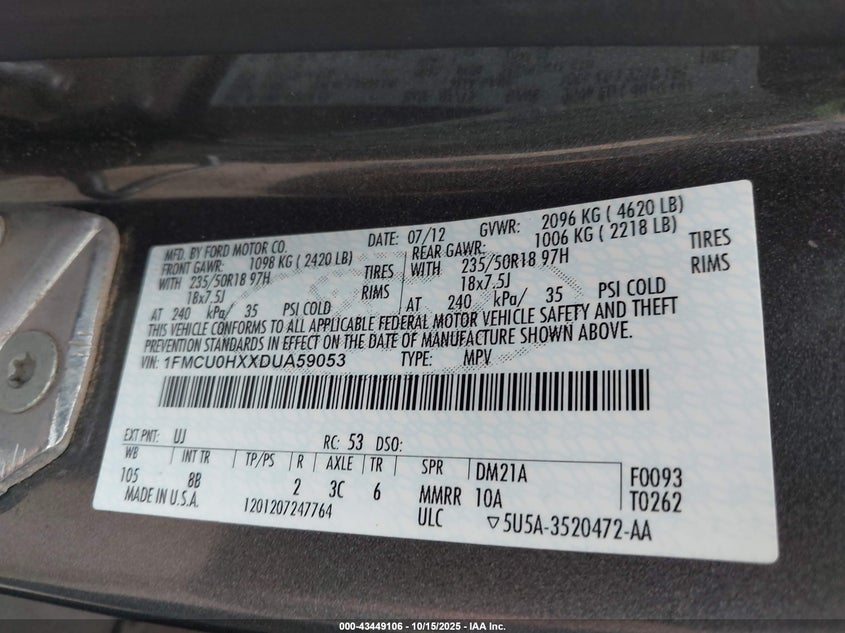 MFD. BY FORD MOTOR CO. DATE: 07/12 GVWR: 2096 KG ( 4620 LB)
FRONT GAWR: 1098 KG ( 2420 LB) REAR GAWR: 1006 KG ( 2218 LB)
WITH 235/50R18 97H TIRES WITH 235/50R18 97H TIRES
18x7.5J RIMS 18x7.5J RIMS
AT 240 kPa/ 35 PSI COLD AT 240 kPa/ 35 PSI COLD
THIS VEHICLE CONFORMS TO ALL APPLICABLE FEDERAL MOTOR VEHICLE SAFETY AND THEFT
PREVENTION STANDARDS IN EFFECT ON THE DATE OF MANUFACTURE SHOWN ABOVE.
VIN: 1FMCU0HXXDUA59053 TYPE: MPV
EXT PNT: UJ RC: 53 DSO:
WB INT TR TP/PS R AXLE TR SPR DM21A F0093
105 8B 2 3C 6 MMRR 10A T0262
MADE IN U.S.A. 1201207247764 ULC ▽5U5A-3520472-AA
000-43449106 - 10/15/2025 - IAA Inc.